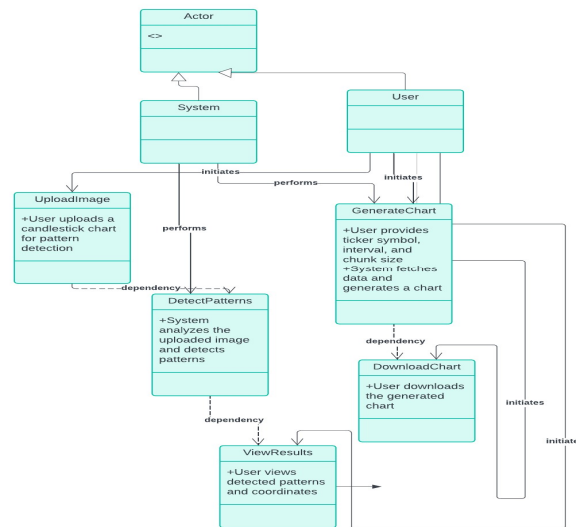 Actor
<>
System
User
initiates
initiates
performs
UploadImage
+User uploads a
candlestick chart
for pattern
detection
performs
GenerateChart
+User provides
ticker symbol,
interval, and
chunk size
+System fetches
data and
generates a chart
dependency
DetectPatterns
+System
analyzes the
uploaded image
and detects
patterns
dependency
DownloadChart
+User downloads
the generated
chart
initiates
dependency
initiate
ViewResults
+User views
detected patterns
and coordinates